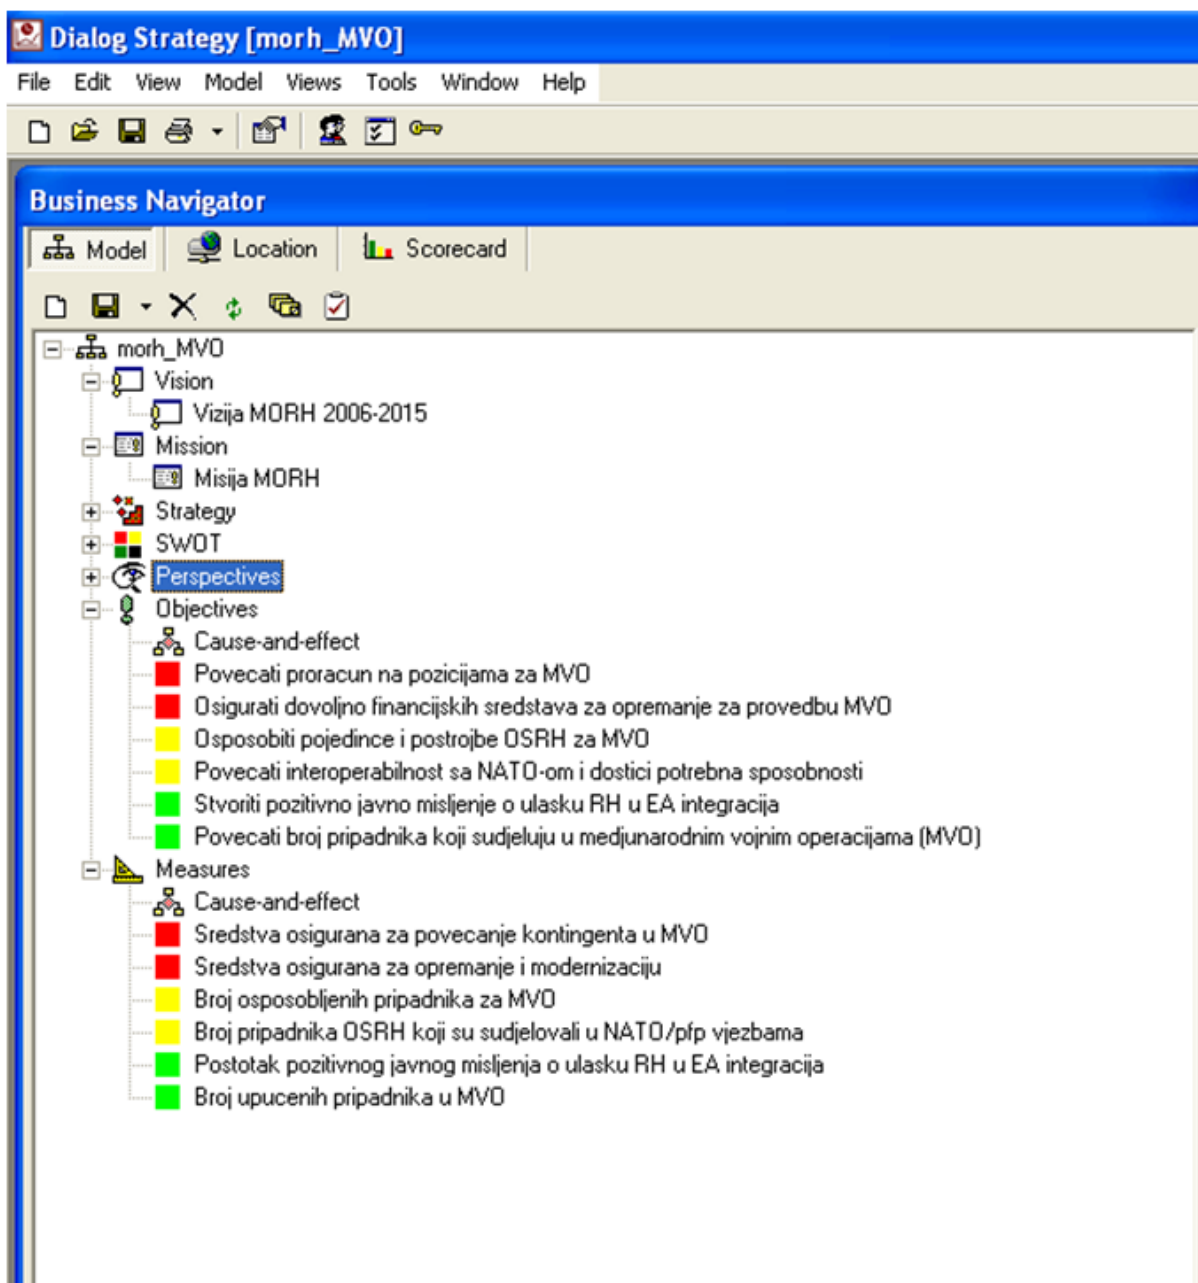 Dialog Strategy [morh_MVO]
File Edit View Model Views Tools Window Help
Business Navigator
Model Location Scorecard
morh_MVO
Vision
Vizija MORH 2006-2015
Mission
Misija MORH
Strategy
SWOT
Perspectives
Objectives
Cause-and-effect
Povecati proracun na pozicijama za MVO
Osigurati dovoljno financijskih sredstava za opremanje za provedbu MVO
Osposobiti pojedince i postrojbe OSRH za MVO
Povecati interoperabilnost sa NATO-om i dostici potrebna sposobnosti
Stvoriti pozitivno javno misljenje o ulasku RH u EA integracija
Povecati broj pripadnika koji sudjeluju u medjunarodnim vojnim operacijama (MVO)
Measures
Cause-and-effect
Sredstva osigurana za povecanje kontingenta u MVO
Sredstva osigurana za opremanje i modernizaciju
Broj osposobljenih pripadnika za MVO
Broj pripadnika OSRH koji su sudjelovali u NATO/pfp vjezbama
Postotak pozitivnog javnog misljenja o ulasku RH u EA integracija
Broj upucenih pripadnika u MVO